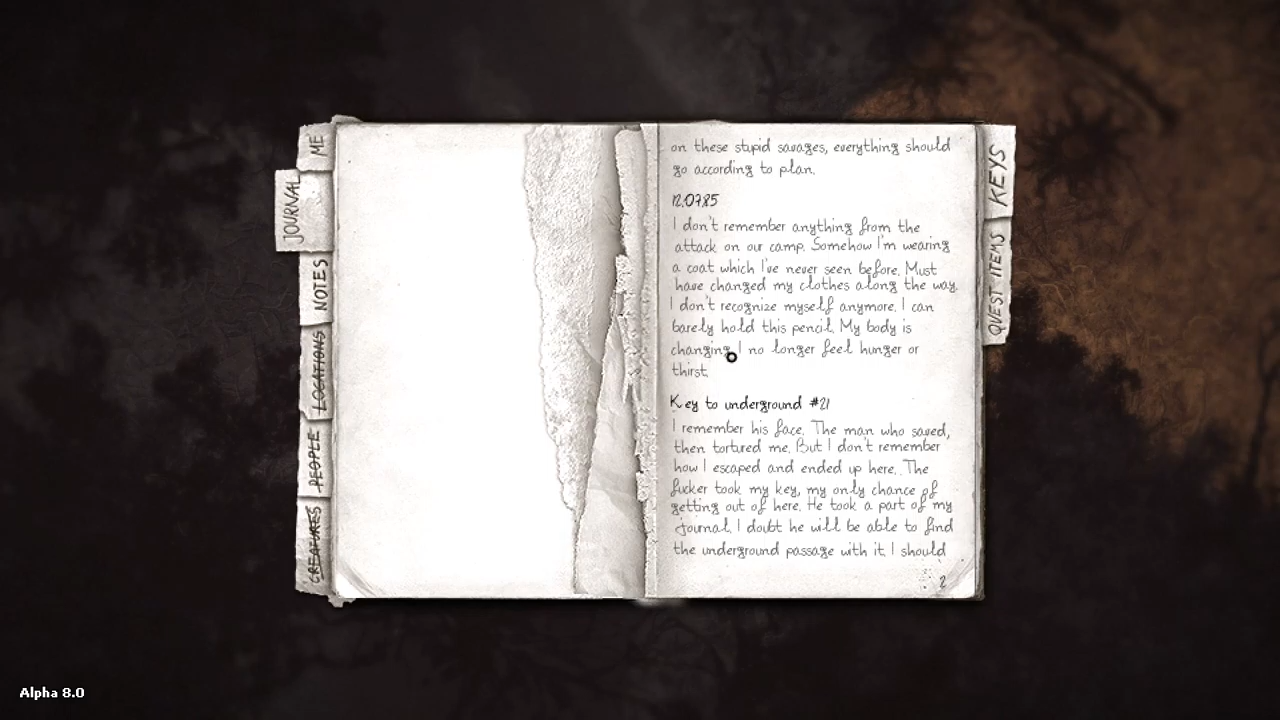 ME
JOURNAL
NOTES
LOCATIONS
PEOPLE
CREATURES
on these stupid savages, everything should
go according to plan.
12.07.85
I don't remember anything from the
attack on our camp. Somehow I'm wearing
a coat which I've never seen before. Must
have changed my clothes along the way.
I don't recognize myself anymore. I can
barely hold this pencil. My body is
changing. I no longer feel hunger or
thirst.
Key to underground #21
I remember his face. The man who saved,
then tortured me. But I don't remember
how I escaped and ended up here. The
fucker took my key, my only chance of
getting out of here. He took a part of my
journal. I doubt he will be able to find
the underground passage with it. I should
2
KEYS
QUEST ITEMS
Alpha 8.0